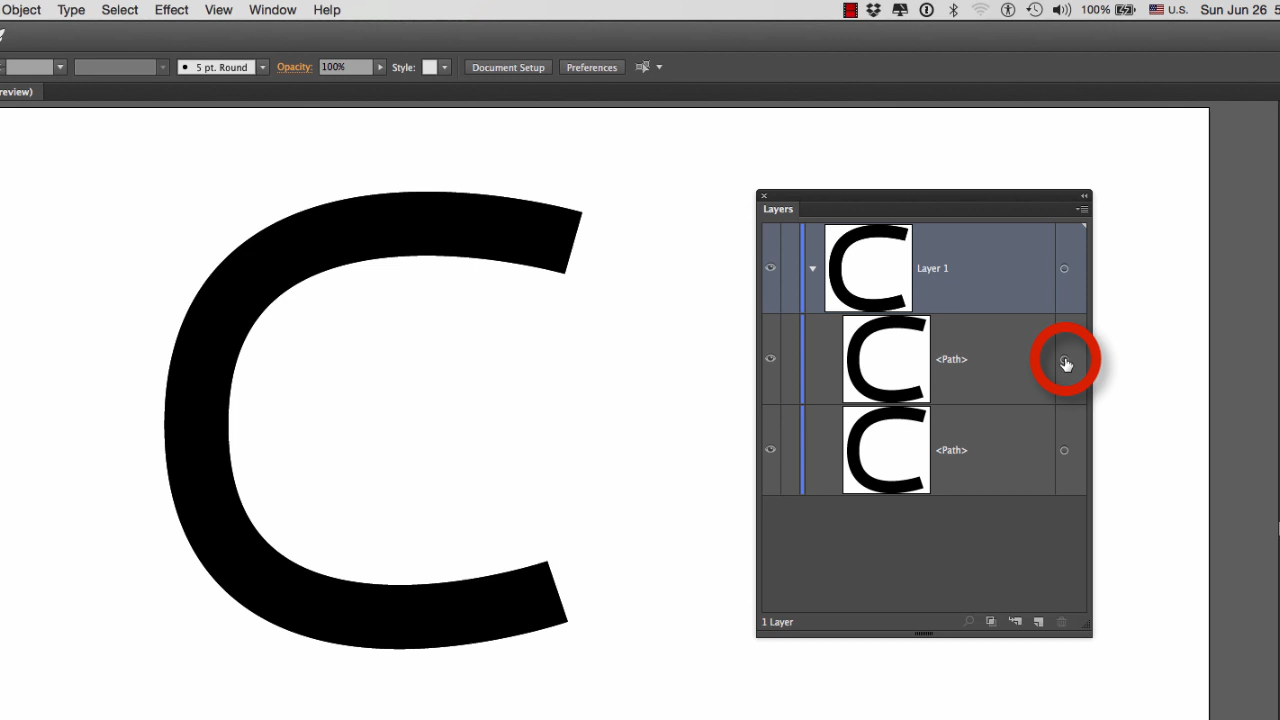 Object Type Select Effect View Window Help 100% U.S. Sun Jun 26 5
5 pt. Round Opacity: 100% Style: Document Setup Preferences
review)
Layers
Layer 1
<Path>
<Path>
1 Layer